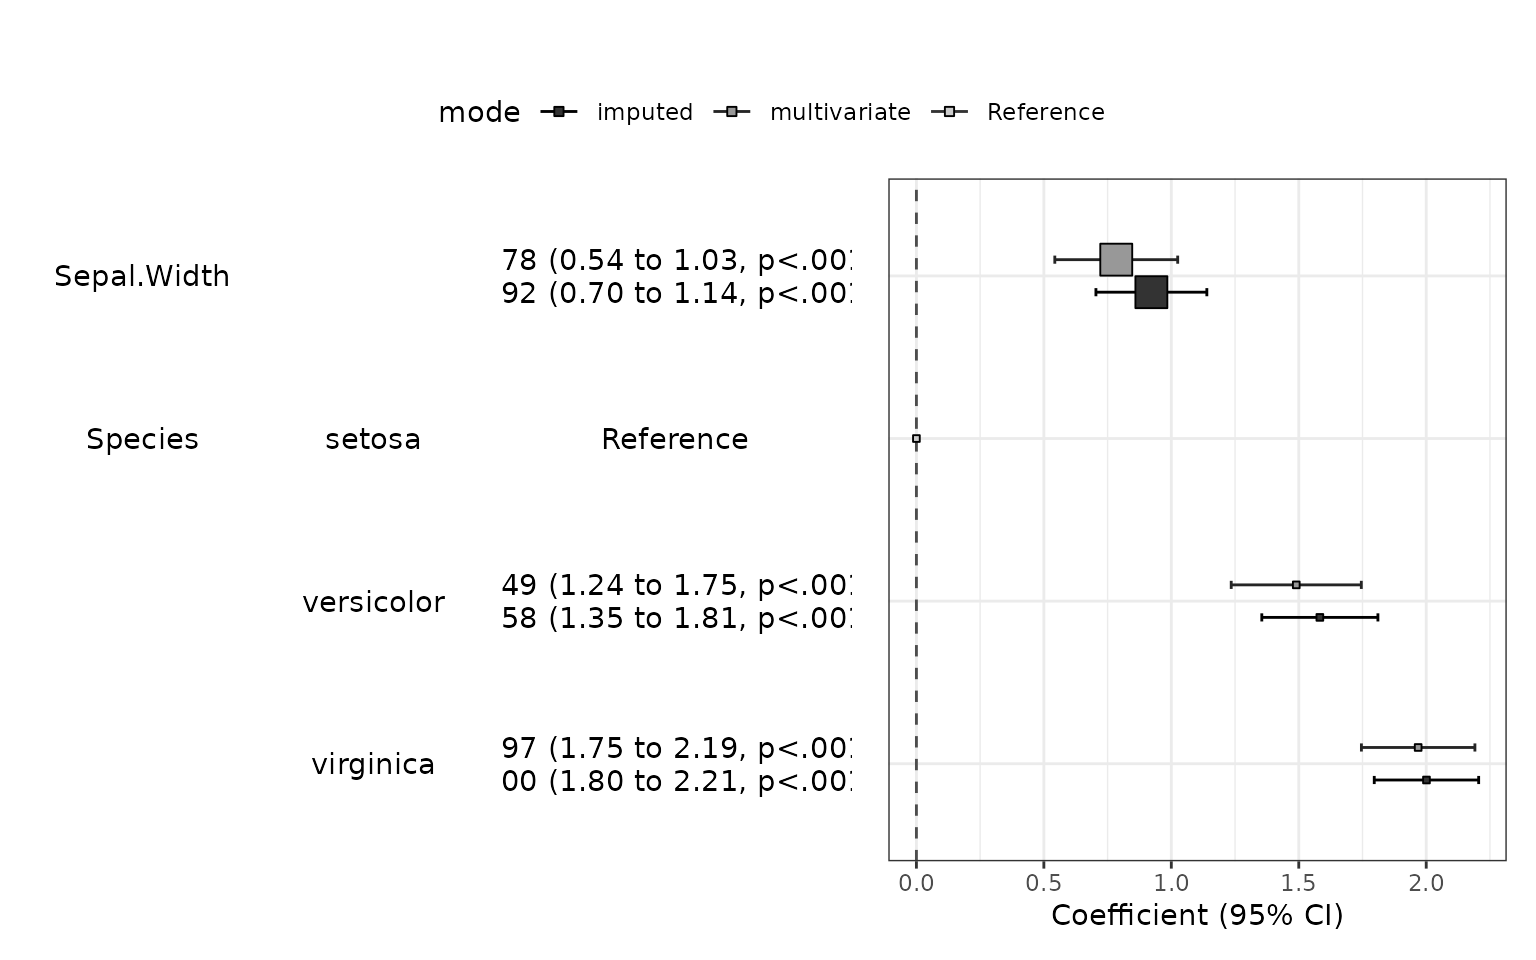 mode imputed multivariate Reference
Sepal.Width
78 (0.54 to 1.03, p<.00
92 (0.70 to 1.14, p<.00
Species setosa Reference
versicolor
49 (1.24 to 1.75, p<.00
58 (1.35 to 1.81, p<.00
virginica
97 (1.75 to 2.19, p<.00
00 (1.80 to 2.21, p<.00
0.0 0.5 1.0 1.5 2.0
Coefficient (95% CI)